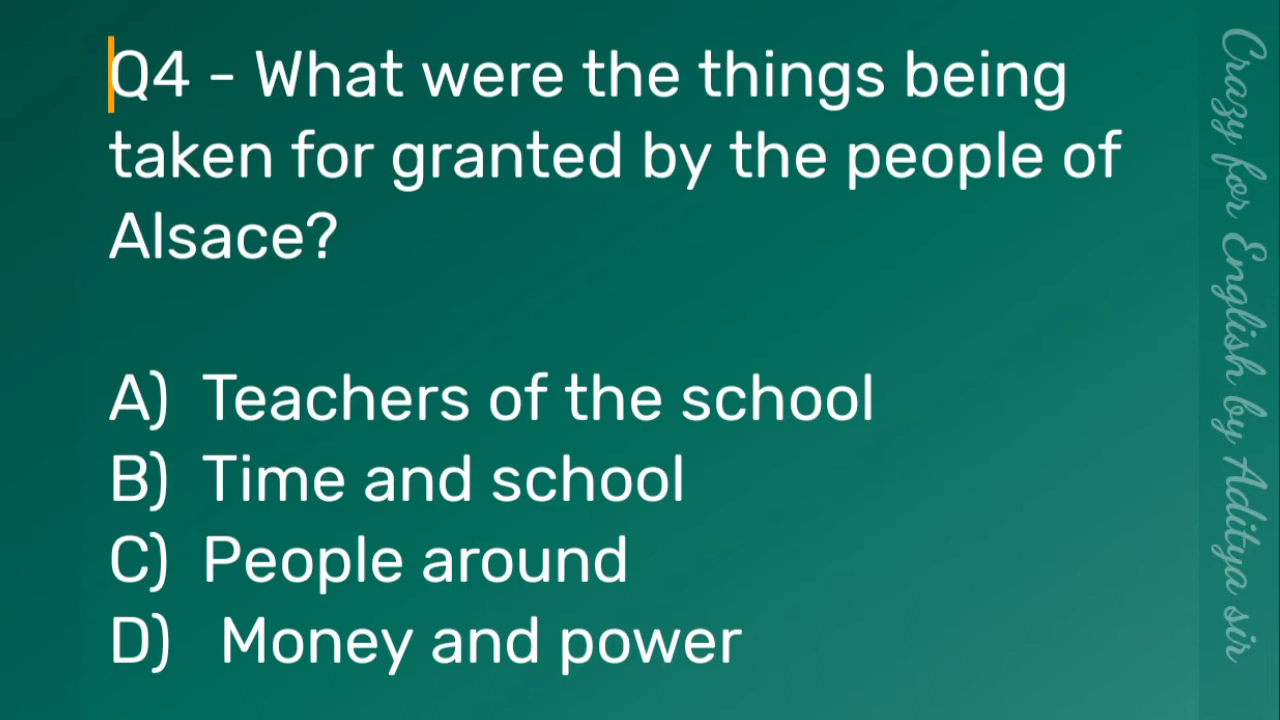 Q4 - What were the things being
taken for granted by the people of
Alsace?
A) Teachers of the school
B) Time and school
C) People around
D) Money and power
Crazy for English by Aditya sir